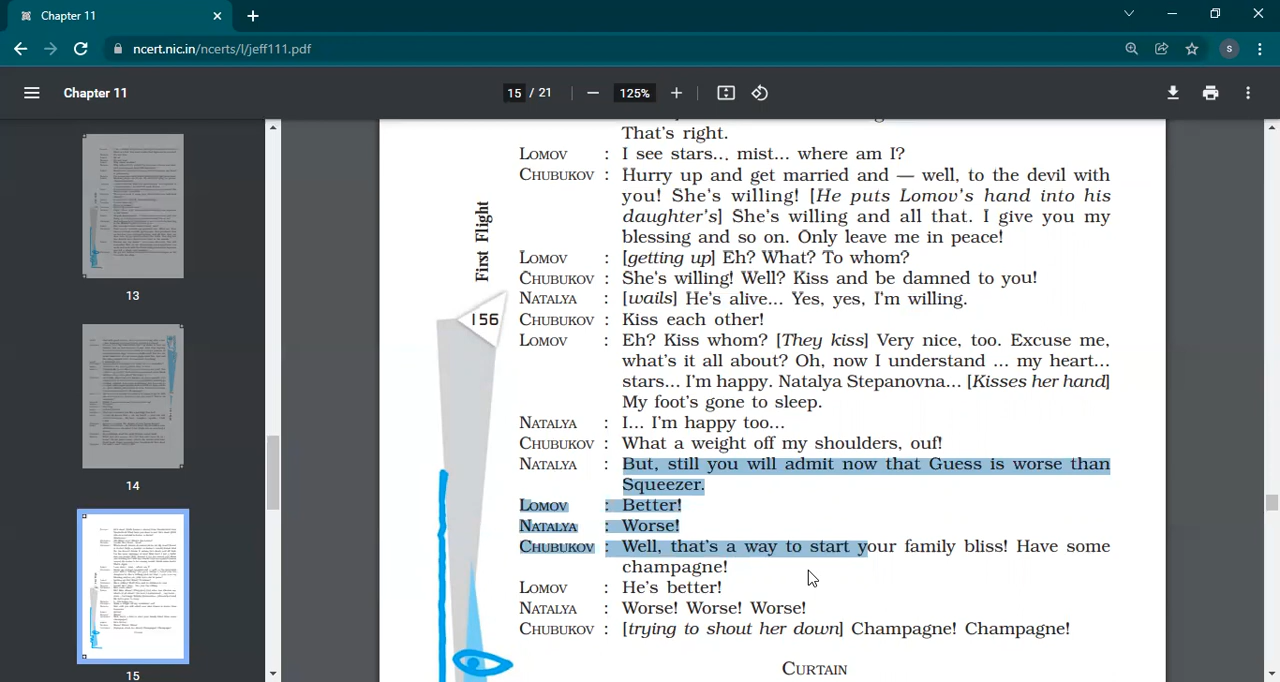 Chapter 11
ncert.nic.in/ncerts/l/jeff111.pdf
S
Chapter 11
15 / 21
125%
13
14
15
First Flight
156
That's right.
LOMOV : I see stars... mist... where am I?
CHUBUKOV : Hurry up and get married and — well, to the devil with
you! She's willing! [He puts Lomov's hand into his
daughter's] She's willing and all that. I give you my
blessing and so on. Only leave me in peace!
LOMOV : [getting up] Eh? What? To whom?
CHUBUKOV : She's willing! Well? Kiss and be damned to you!
NATALYA : [wails] He's alive... Yes, yes, I'm willing.
CHUBUKOV : Kiss each other!
LOMOV : Eh? Kiss whom? [They kiss] Very nice, too. Excuse me,
what's it all about? Oh, now I understand ... my heart...
stars... I'm happy. Natalya Stepanovna... [Kisses her hand]
My foot's gone to sleep.
NATALYA : I... I'm happy too...
CHUBUKOV : What a weight off my shoulders, ouf!
NATALYA : But, still you will admit now that Guess is worse than
Squeezer.
LOMOV : Better!
NATALYA : Worse!
CHUBUKOV : Well, that's a way to start your family bliss! Have some
champagne!
LOMOV : He's better!
NATALYA : Worse! Worse! Worse!
CHUBUKOV : [trying to shout her down] Champagne! Champagne!
CURTAIN